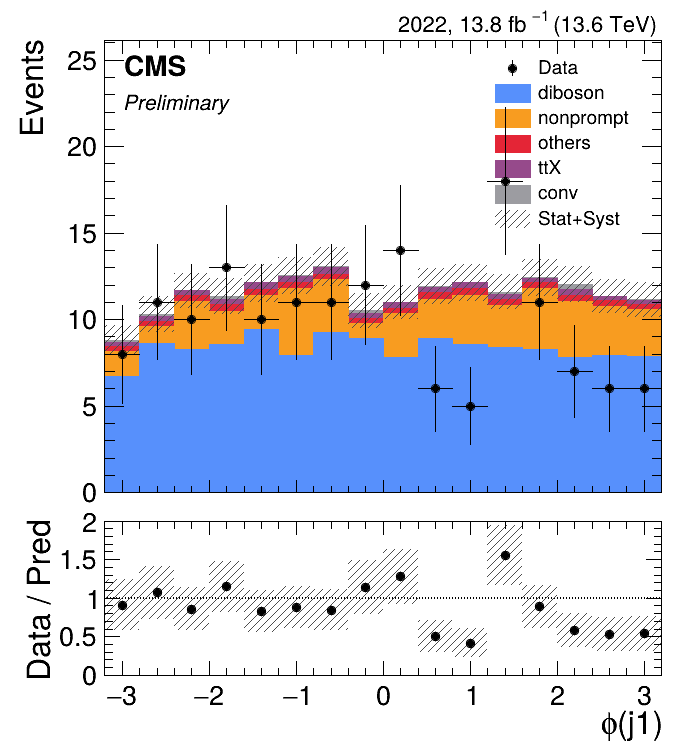 2022, 13.8 fb⁻¹ (13.6 TeV)
Events
25
20
15
10
5
0
CMS
Preliminary
Data
diboson
nonprompt
others
ttX
conv
Stat+Syst
Data / Pred
2
1.5
1
0.5
0
−3 −2 −1 0 1 2 3
ϕ(j1)